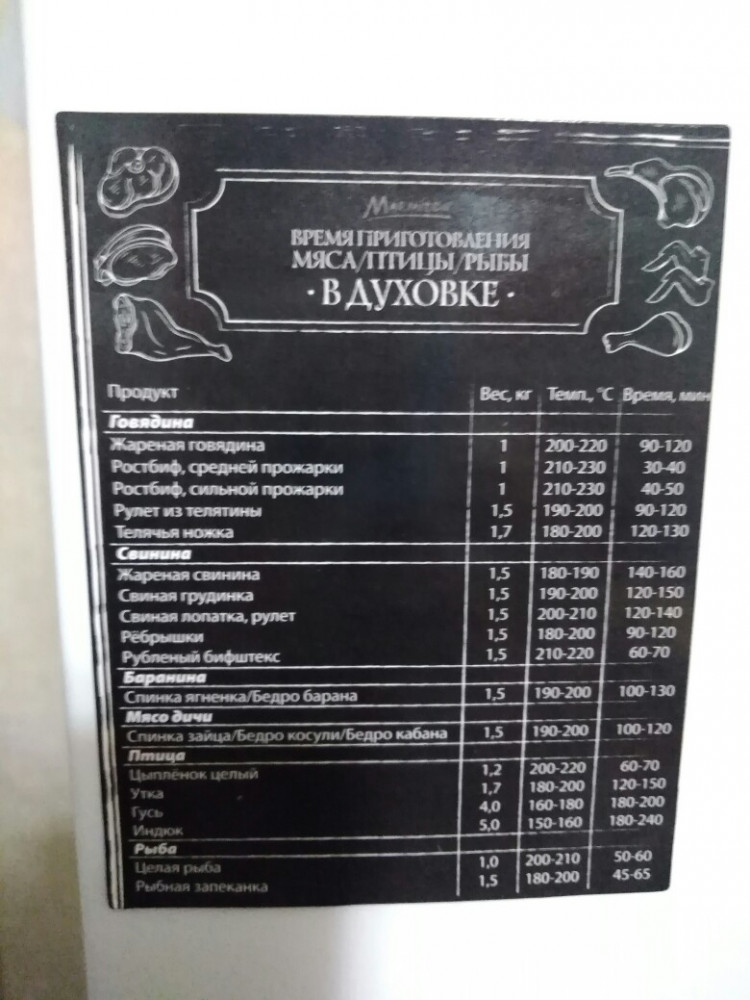 Marmiton
ВРЕМЯ ПРИГОТОВЛЕНИЯ
МЯСА/ПТИЦЫ/РЫБЫ
· В ДУХОВКЕ ·
Продукт Вес, кг Темп., °C Время, мин
Говядина
Жареная говядина 1 200-220 90-120
Ростбиф, средней прожарки 1 210-230 30-40
Ростбиф, сильной прожарки 1 210-230 40-50
Рулет из телятины 1,5 190-200 90-120
Телячья ножка 1,7 180-200 120-130
Свинина
Жареная свинина 1,5 180-190 140-160
Свиная грудинка 1,5 190-200 120-150
Свиная лопатка, рулет 1,5 200-210 120-140
Рёбрышки 1,5 180-200 90-120
Рубленый бифштекс 1,5 210-220 60-70
Баранина
Спинка ягненка/Бедро барана 1,5 190-200 100-130
Мясо дичи
Спинка зайца/Бедро косули/Бедро кабана 1,5 190-200 100-120
Птица
Цыплёнок целый 1,2 200-220 60-70
Утка 1,7 180-200 120-150
Гусь 4,0 160-180 180-200
Индюк 5,0 150-160 180-240
Рыба
Целая рыба 1,0 200-210 50-60
Рыбная запеканка 1,5 180-200 45-65